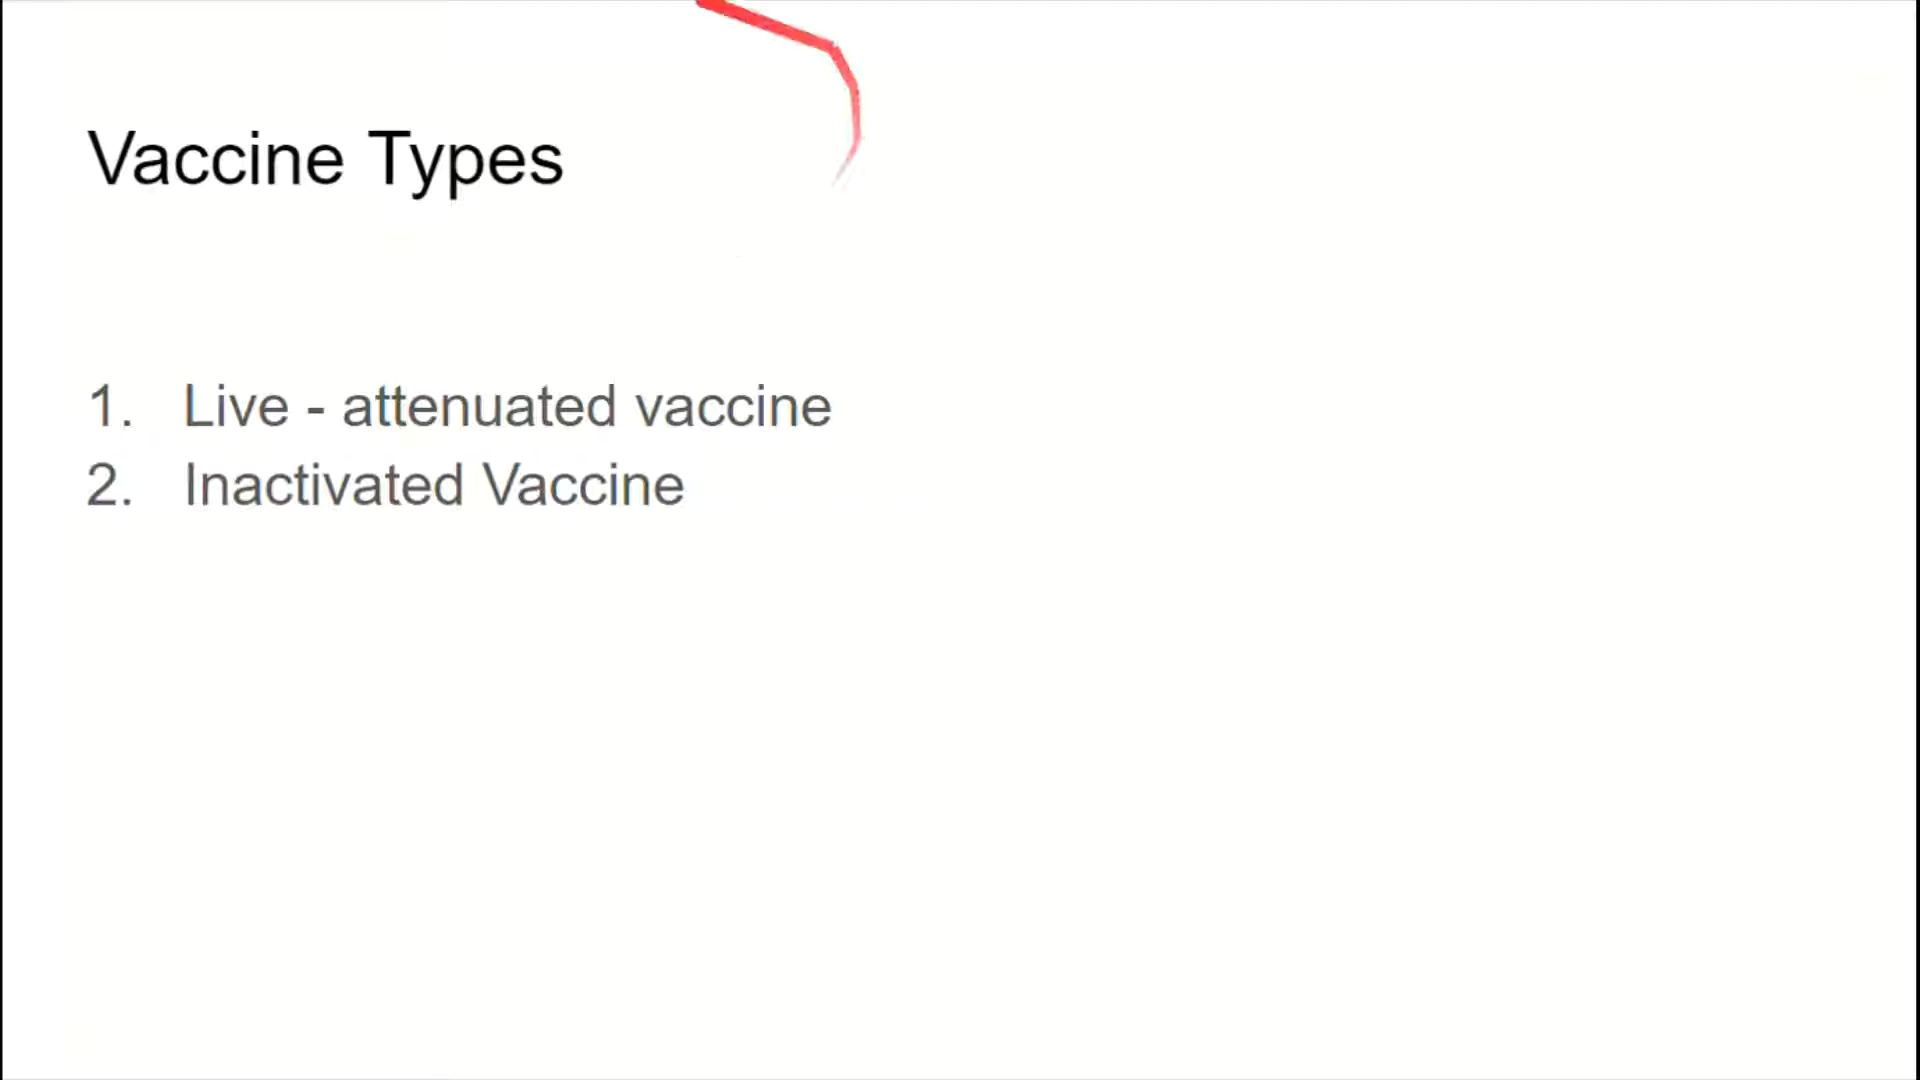 Vaccine Types
1. Live - attenuated vaccine
2. Inactivated Vaccine